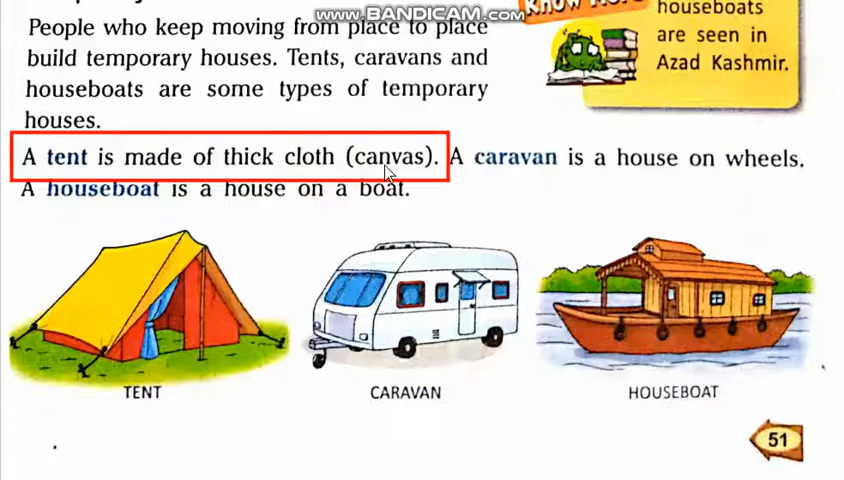 www.BANDICAM.com
Know More
houseboats
are seen in
Azad Kashmir.
People who keep moving from place to place
build temporary houses. Tents, caravans and
houseboats are some types of temporary
houses.
A tent is made of thick cloth (canvas). A caravan is a house on wheels.
A houseboat is a house on a boat.
TENT
CARAVAN
HOUSEBOAT
51